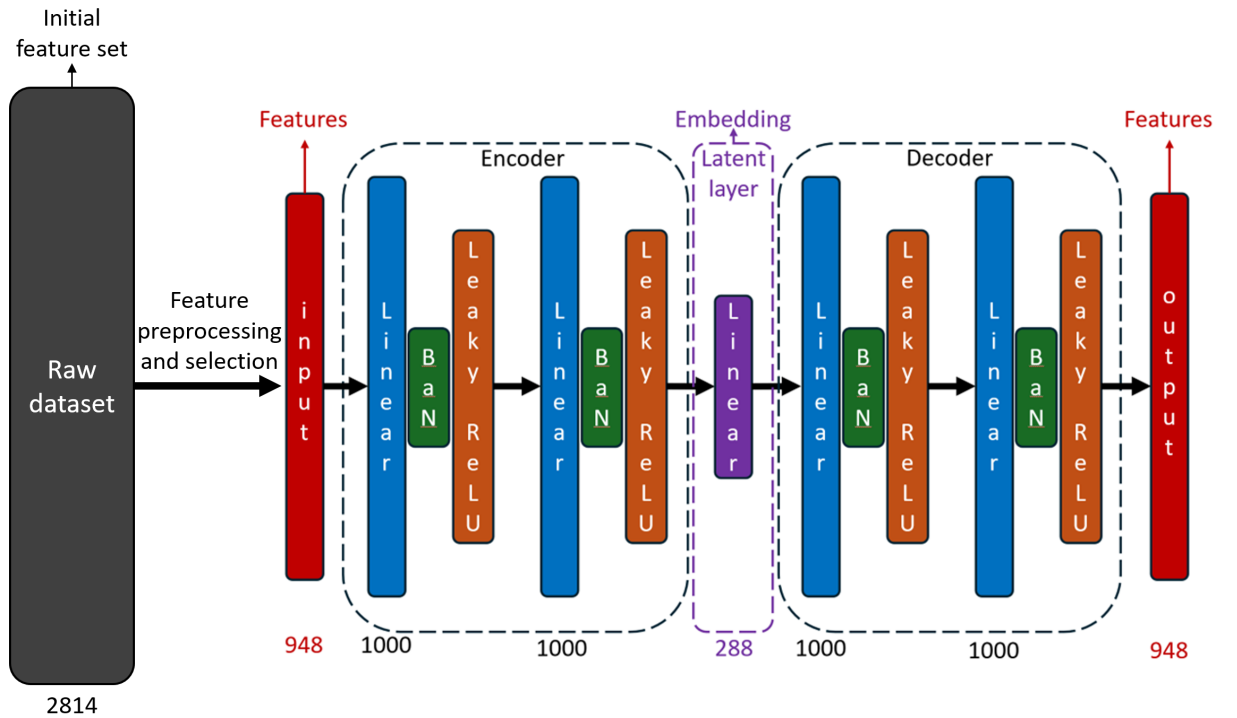 Initial
feature set
Raw
dataset
2814
Feature
preprocessing
and selection
Features
input
948
Encoder
Linear
BaN
Leaky ReLU
Linear
BaN
Leaky ReLU
1000
1000
Embedding
Latent
layer
Linear
288
Decoder
Linear
BaN
Leaky ReLU
Linear
BaN
Leaky ReLU
1000
1000
Features
output
948